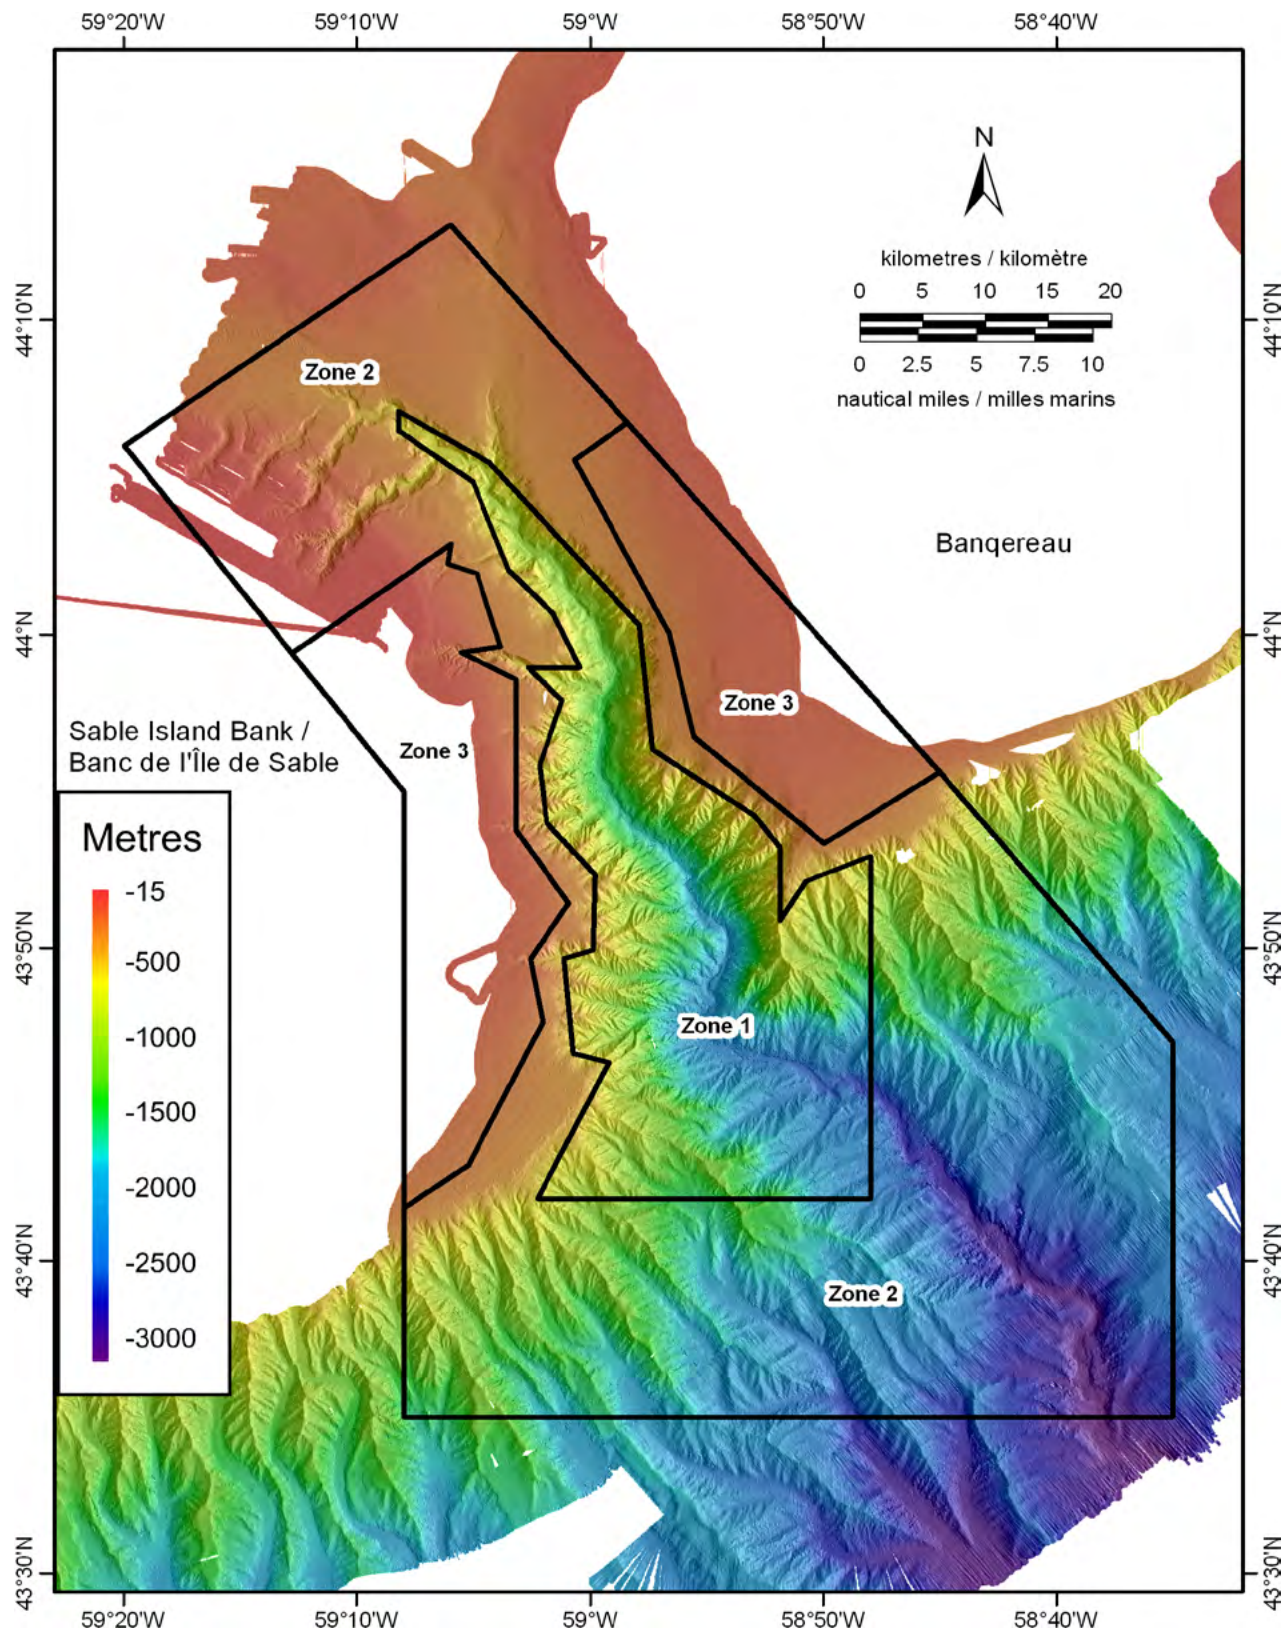 59°20'W 59°10'W 59°W 58°50'W 58°40'W
N
kilometres / kilomètre
0 5 10 15 20
0 2.5 5 7.5 10
nautical miles / milles marins
44°10'N 44°10'N
Zone 2
Banqereau
44°N 44°N
Zone 3
Sable Island Bank /
Banc de l'Île de Sable
Zone 3
Metres
-15
-500
-1000
-1500
-2000
-2500
-3000
43°50'N 43°50'N
Zone 1
43°40'N 43°40'N
Zone 2
43°30'N 43°30'N
59°20'W 59°10'W 59°W 58°50'W 58°40'W